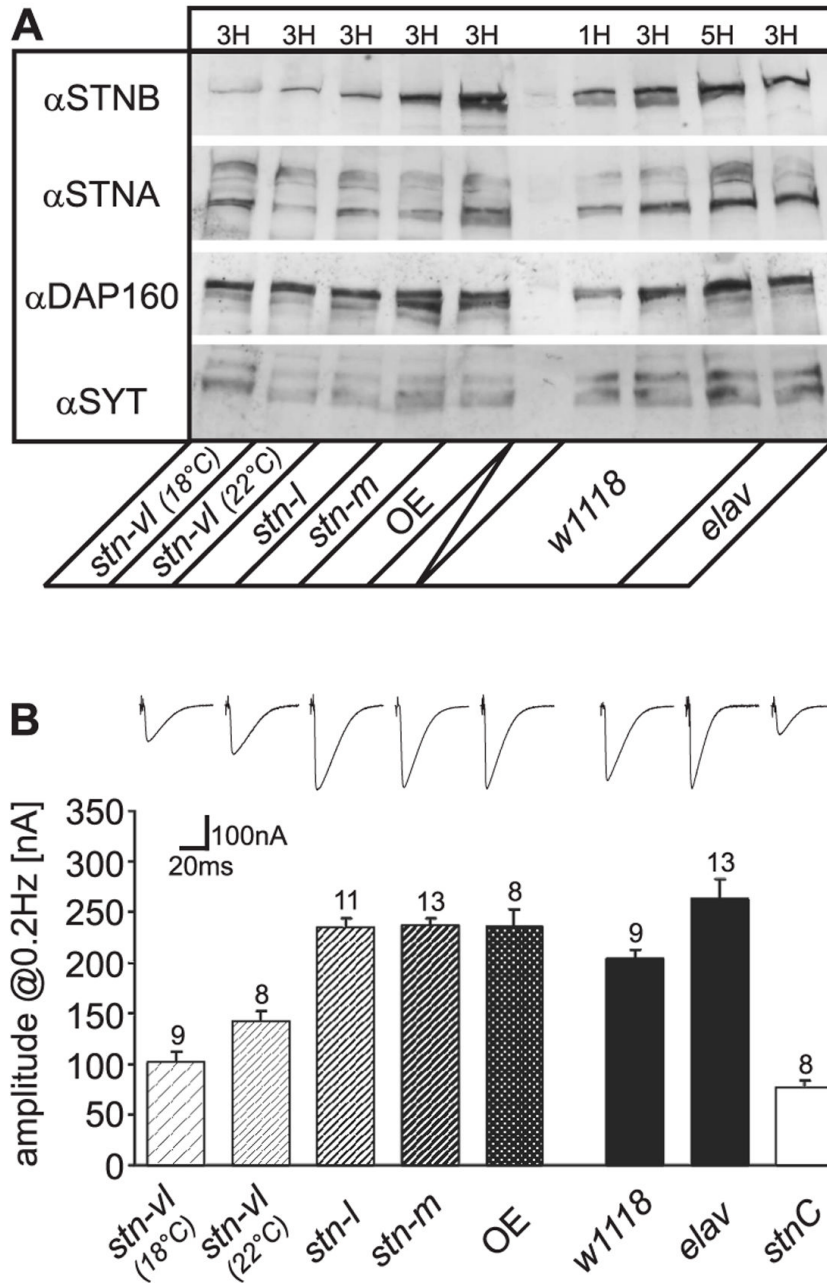 A
3H 3H 3H 3H 3H 1H 3H 5H 3H
αSTNB
αSTNA
αDAP160
αSYT
stn-vl (18°C)
stn-vl (22°C)
stn-l
stn-m
OE
w1118
elav
B
350
300
250
200
150
100
50
0
amplitude @0.2Hz [nA]
100nA
20ms
9
8
11
13
8
9
13
8
stn-vl
(18°C)
stn-vl
(22°C)
stn-l
stn-m
OE
w1118
elav
stnC